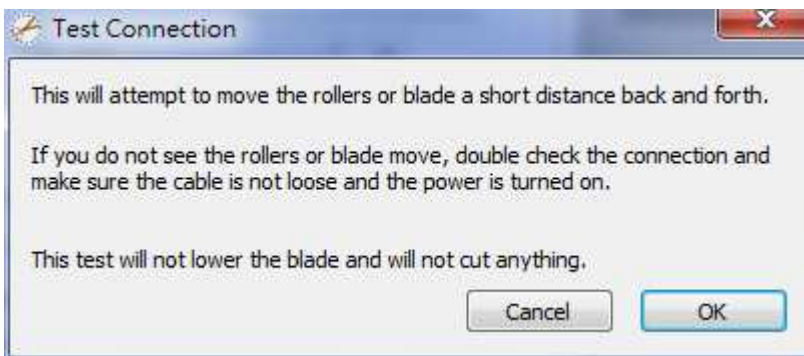 Test Connection
This will attempt to move the rollers or blade a short distance back and forth.
If you do not see the rollers or blade move, double check the connection and
make sure the cable is not loose and the power is turned on.
This test will not lower the blade and will not cut anything.
Cancel
OK